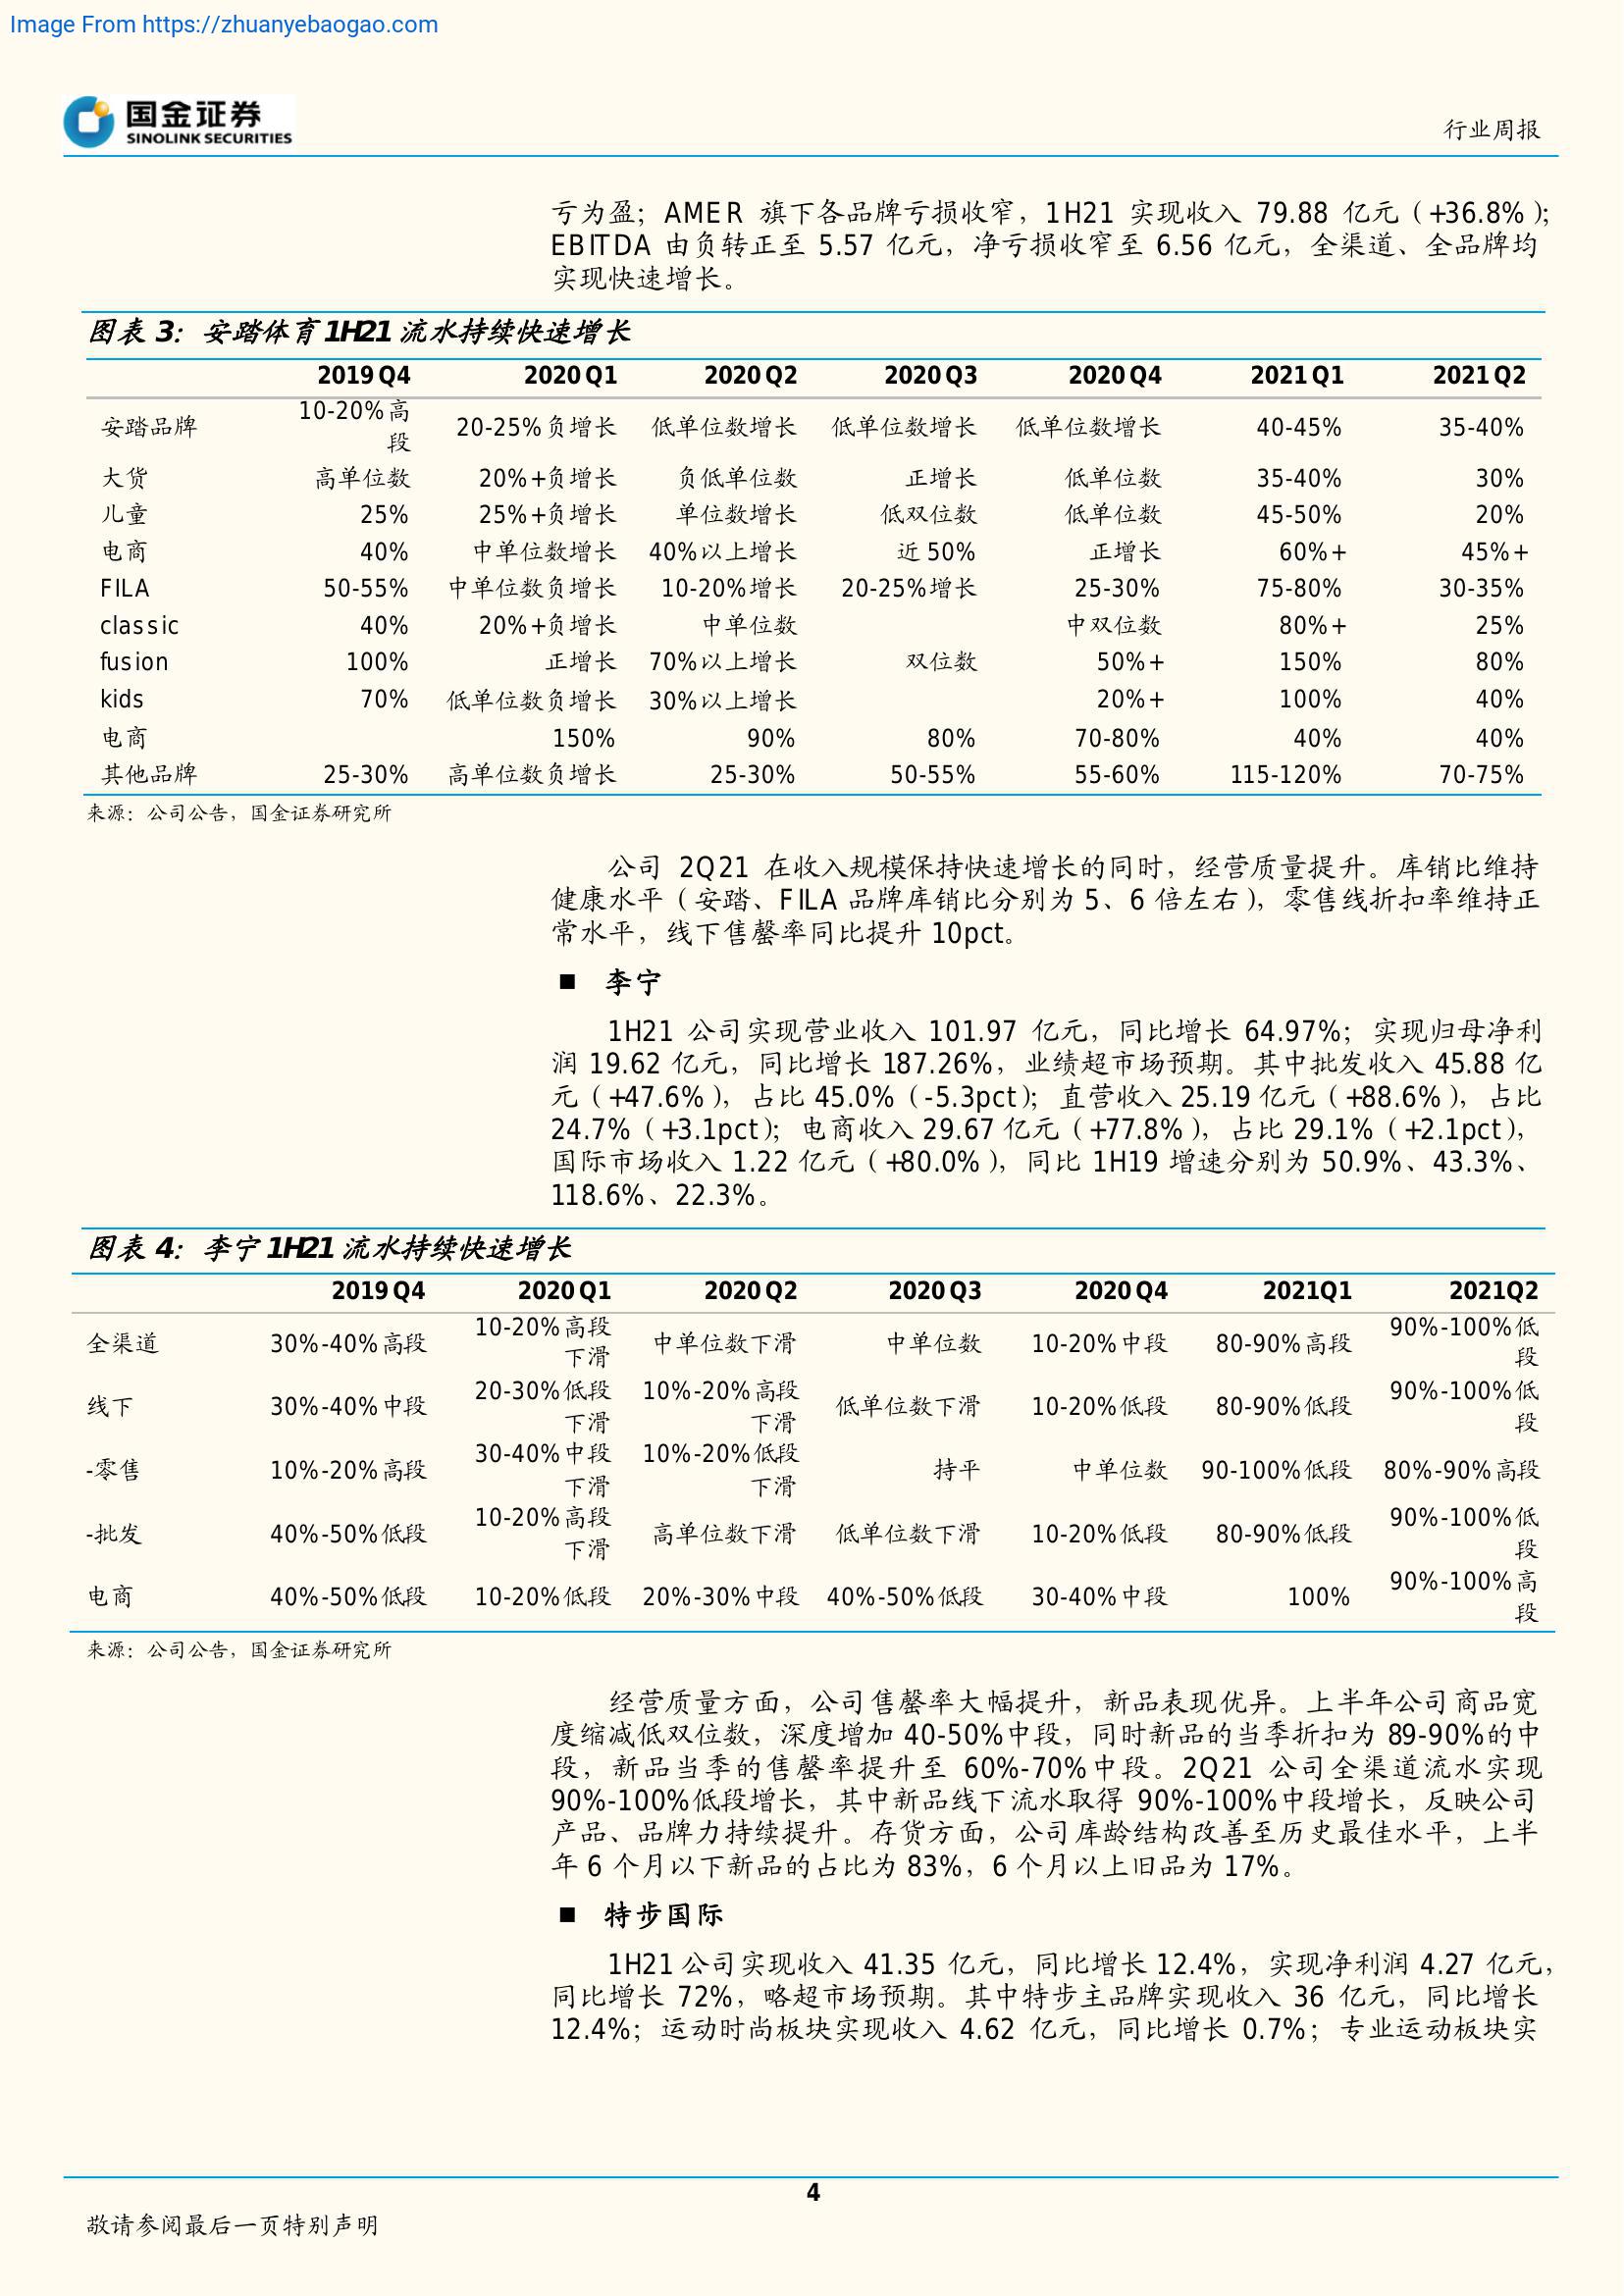 Image From https://zhuanyebaogao.com
国金证券
SINOLINK SECURITIES
行业周报
亏为盈；AMER 旗下各品牌亏损收窄，1H21 实现收入 79.88 亿元（+36.8%）；
EBITDA 由负转正至 5.57 亿元，净亏损收窄至 6.56 亿元，全渠道、全品牌均
实现快速增长。
图表 3：安踏体育 1H21 流水持续快速增长
2019 Q4 2020 Q1 2020 Q2 2020 Q3 2020 Q4 2021 Q1 2021 Q2
安踏品牌 10-20%高段 20-25%负增长 低单位数增长 低单位数增长 低单位数增长 40-45% 35-40%
大货 高单位数 20%+负增长 负低单位数 正增长 低单位数 35-40% 30%
儿童 25% 25%+负增长 单位数增长 低双位数 低单位数 45-50% 20%
电商 40% 中单位数增长 40%以上增长 近 50% 正增长 60%+ 45%+
FILA 50-55% 中单位数负增长 10-20%增长 20-25%增长 25-30% 75-80% 30-35%
classic 40% 20%+负增长 中单位数 中双位数 80%+ 25%
fusion 100% 正增长 70%以上增长 双位数 50%+ 150% 80%
kids 70% 低单位数负增长 30%以上增长 20%+ 100% 40%
电商 150% 90% 80% 70-80% 40% 40%
其他品牌 25-30% 高单位数负增长 25-30% 50-55% 55-60% 115-120% 70-75%
来源：公司公告，国金证券研究所
公司 2Q21 在收入规模保持快速增长的同时，经营质量提升。库销比维持
健康水平（安踏、FILA 品牌库销比分别为 5、6 倍左右），零售线折扣率维持正
常水平，线下售罄率同比提升 10pct。
■ 李宁
1H21 公司实现营业收入 101.97 亿元，同比增长 64.97%；实现归母净利
润 19.62 亿元，同比增长 187.26%，业绩超市场预期。其中批发收入 45.88 亿
元（+47.6%），占比 45.0%（-5.3pct）；直营收入 25.19 亿元（+88.6%），占比
24.7%（+3.1pct）；电商收入 29.67 亿元（+77.8%），占比 29.1%（+2.1pct），
国际市场收入 1.22 亿元（+80.0%），同比 1H19 增速分别为 50.9%、43.3%、
118.6%、22.3%。
图表 4：李宁 1H21 流水持续快速增长
2019 Q4 2020 Q1 2020 Q2 2020 Q3 2020 Q4 2021Q1 2021Q2
全渠道 30%-40%高段 10-20%高段下滑 中单位数下滑 中单位数 10-20%中段 80-90%高段 90%-100%低段
线下 30%-40%中段 20-30%低段下滑 10%-20%高段下滑 低单位数下滑 10-20%低段 80-90%低段 90%-100%低段
-零售 10%-20%高段 30-40%中段下滑 10%-20%低段下滑 持平 中单位数 90-100%低段 80%-90%高段
-批发 40%-50%低段 10-20%高段下滑 高单位数下滑 低单位数下滑 10-20%低段 80-90%低段 90%-100%低段
电商 40%-50%低段 10-20%低段 20%-30%中段 40%-50%低段 30-40%中段 100% 90%-100%高段
来源：公司公告，国金证券研究所
经营质量方面，公司售罄率大幅提升，新品表现优异。上半年公司商品宽
度缩减低双位数，深度增加 40-50%中段，同时新品的当季折扣为 89-90%的中
段，新品当季的售罄率提升至 60%-70%中段。2Q21 公司全渠道流水实现
90%-100%低段增长，其中新品线下流水取得 90%-100%中段增长，反映公司
产品、品牌力持续提升。存货方面，公司库龄结构改善至历史最佳水平，上半
年 6 个月以下新品的占比为 83%，6 个月以上旧品为 17%。
■ 特步国际
1H21 公司实现收入 41.35 亿元，同比增长 12.4%，实现净利润 4.27 亿元，
同比增长 72%，略超市场预期。其中特步主品牌实现收入 36 亿元，同比增长
12.4%；运动时尚板块实现收入 4.62 亿元，同比增长 0.7%；专业运动板块实
4
敬请参阅最后一页特别声明